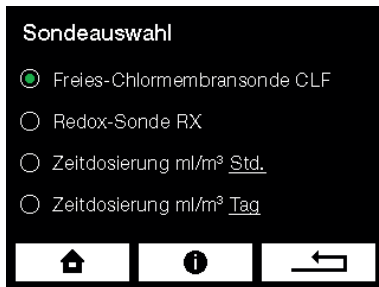 Sondeauswahl
Freies-Chlormembransonde CLF
Redox-Sonde RX
Zeitdosierung ml/m³ Std.
Zeitdosierung ml/m³ Tag